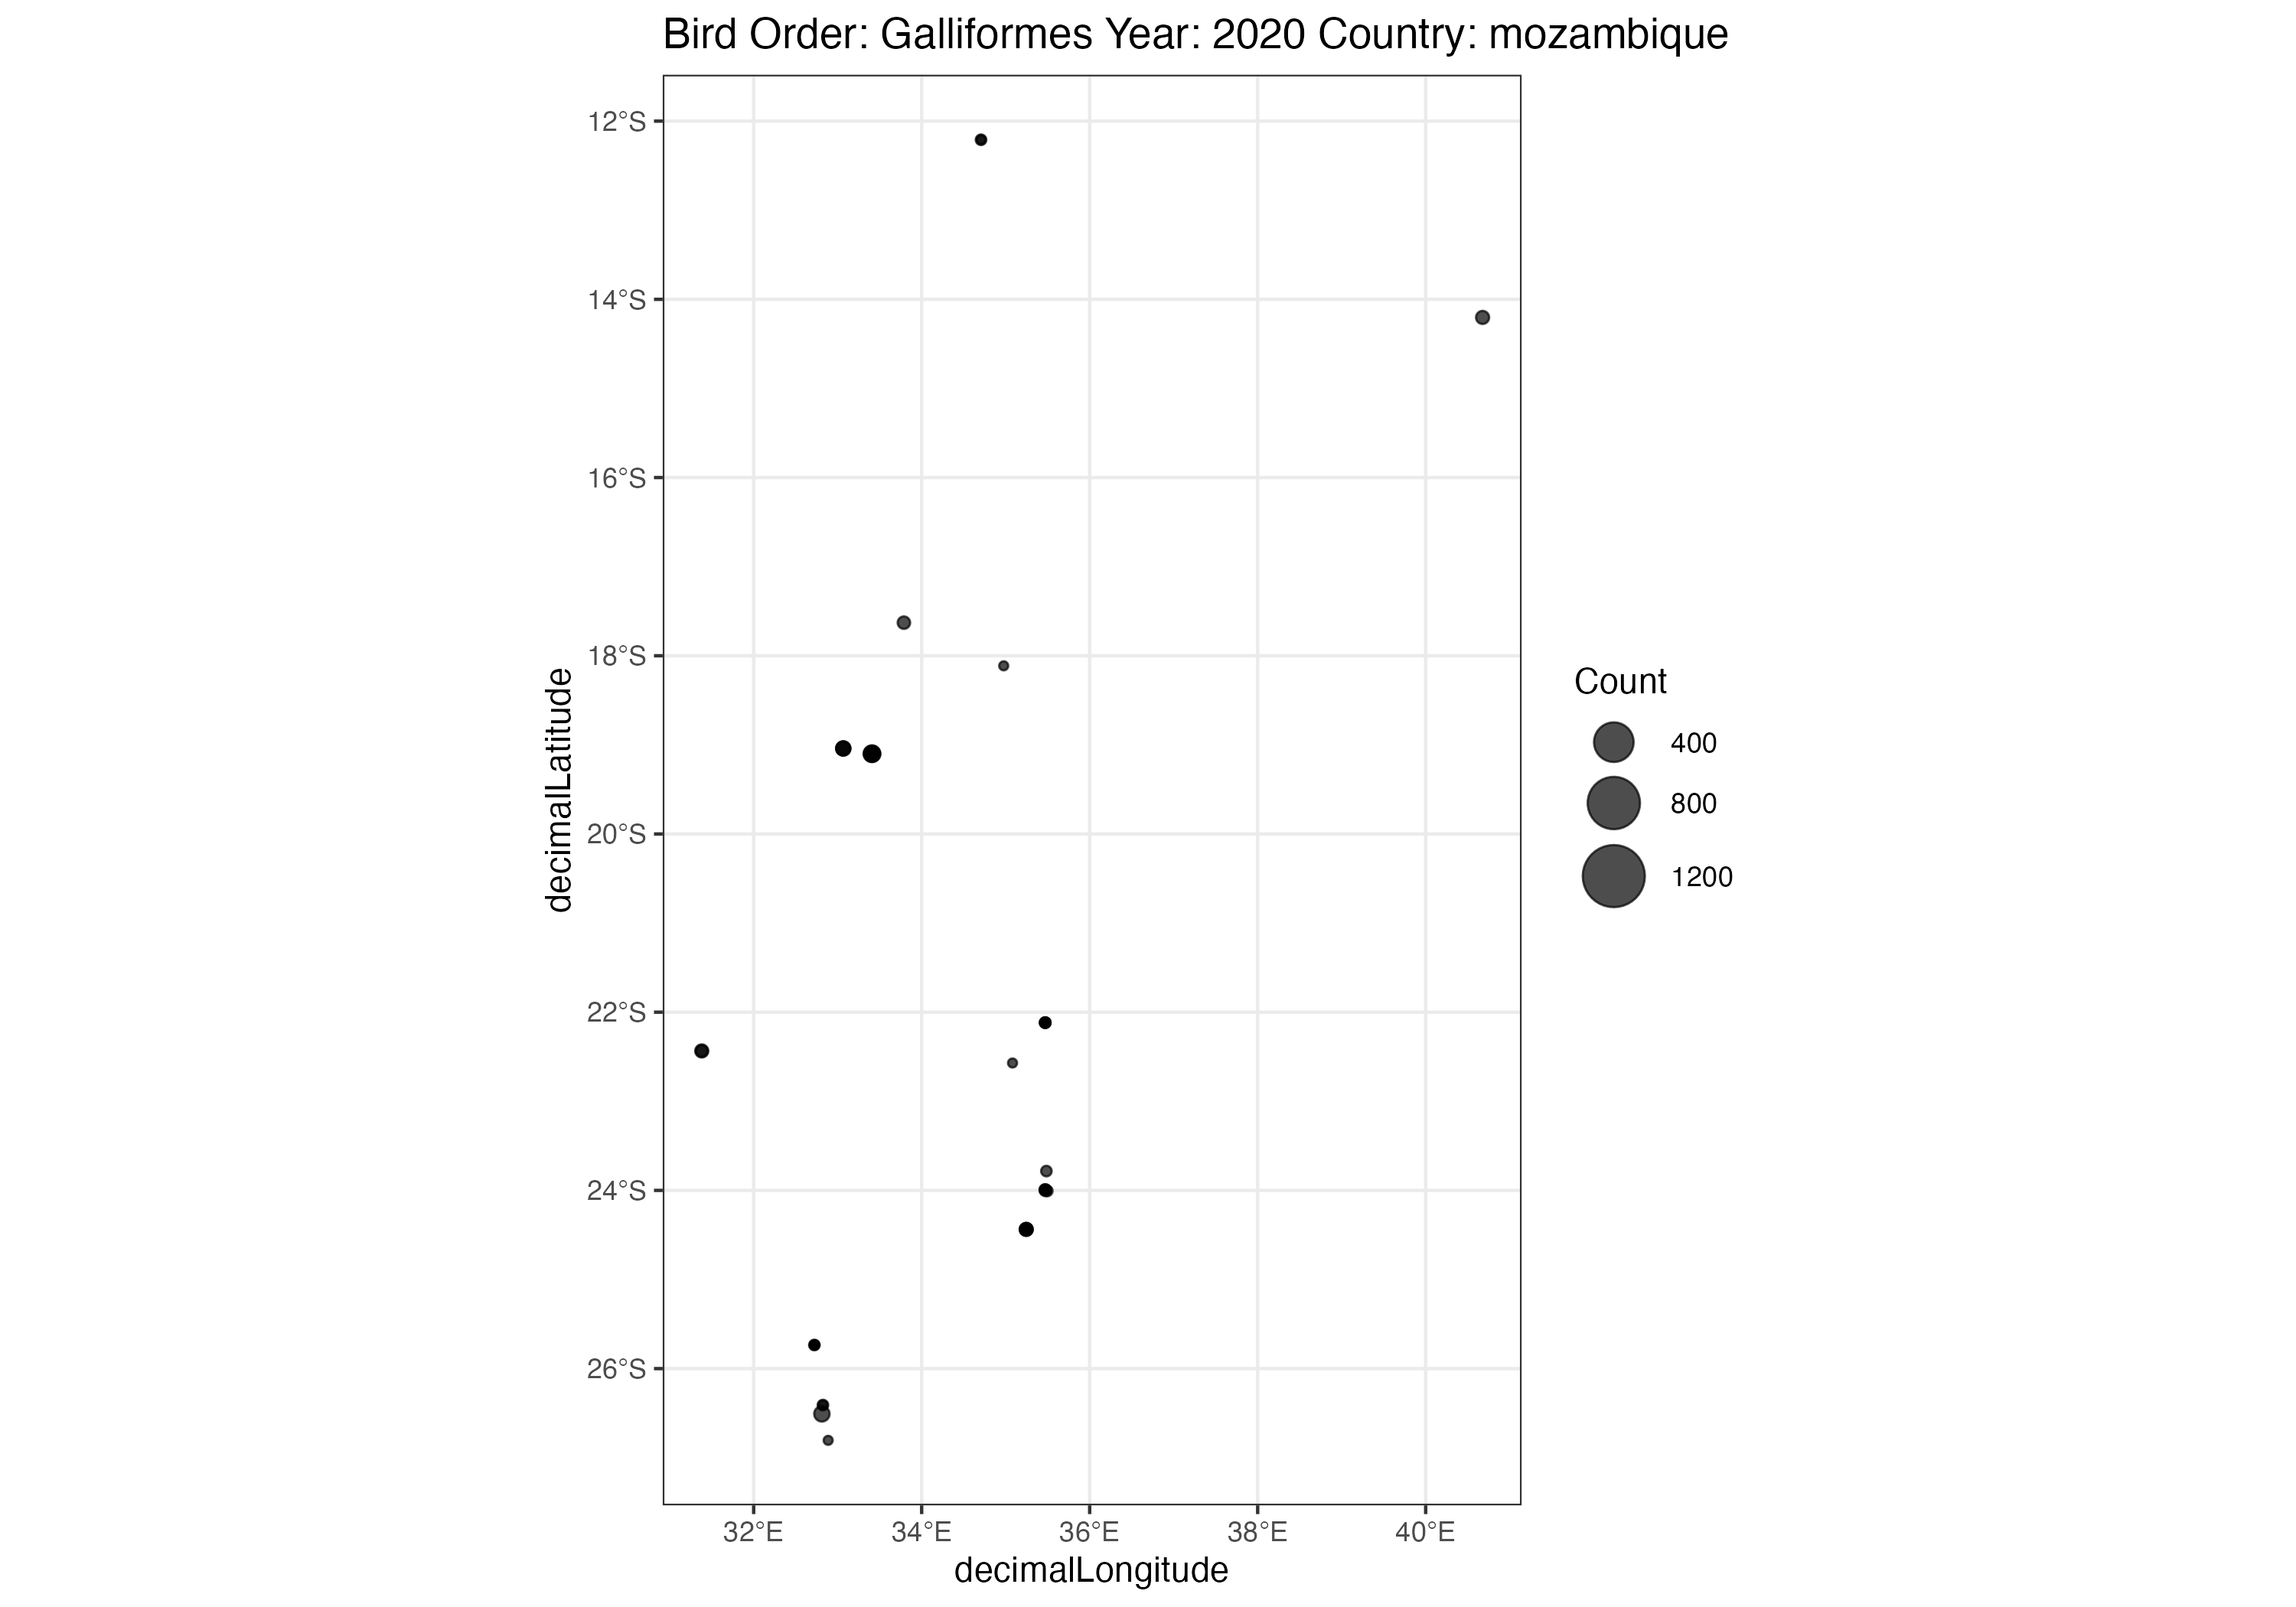 Bird Order: Galliformes Year: 2020 Country: mozambique
12°S
14°S
16°S
18°S
20°S
22°S
24°S
26°S
decimalLatitude
32°E
34°E
36°E
38°E
40°E
decimalLongitude
Count
400
800
1200